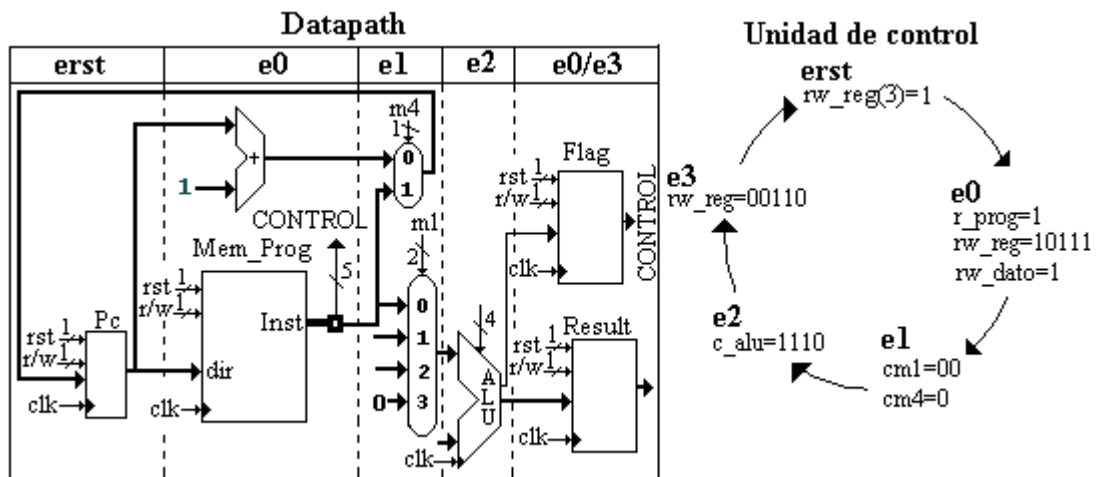 Datapath
erst
e0
e1
e2
e0/e3
m4
1
0
1
+
1
CONTROL
Mem_Prog
5
rst 1
r/w 1
Inst
dir
clk
Pc
rst 1
r/w 1
clk
m1
2
0
1
2
3
0
4
ALU
clk
Flag
rst 1
r/w 1
clk
CONTROL
Result
rst 1
r/w 1
clk
Unidad de control
erst
rw_reg(3)=1
e0
r_prog=1
rw_reg=10111
rw_dato=1
e1
cm1=00
cm4=0
e2
c_alu=1110
e3
rw_reg=00110